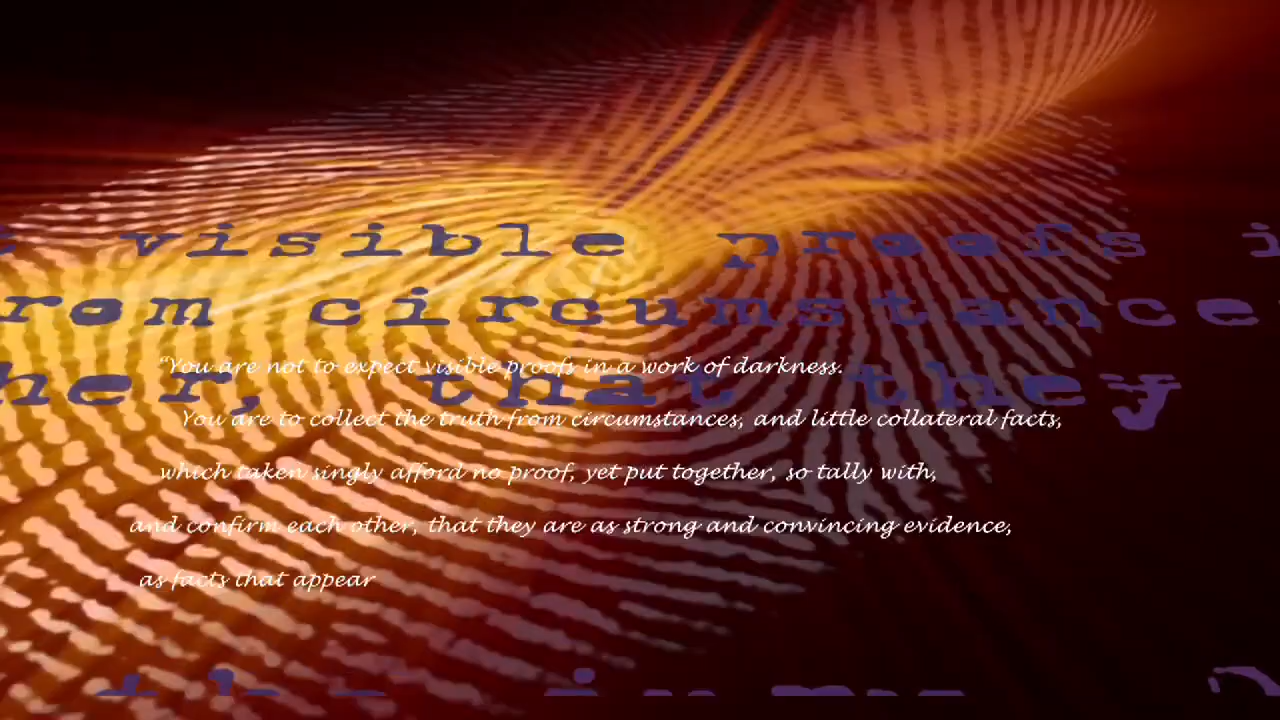 visible proofs
from circumstance
her, that they
“You are not to expect visible proofs in a work of darkness.
You are to collect the truth from circumstances, and little collateral facts,
which taken singly afford no proof, yet put together, so tally with,
and confirm each other, that they are as strong and convincing evidence,
as facts that appear